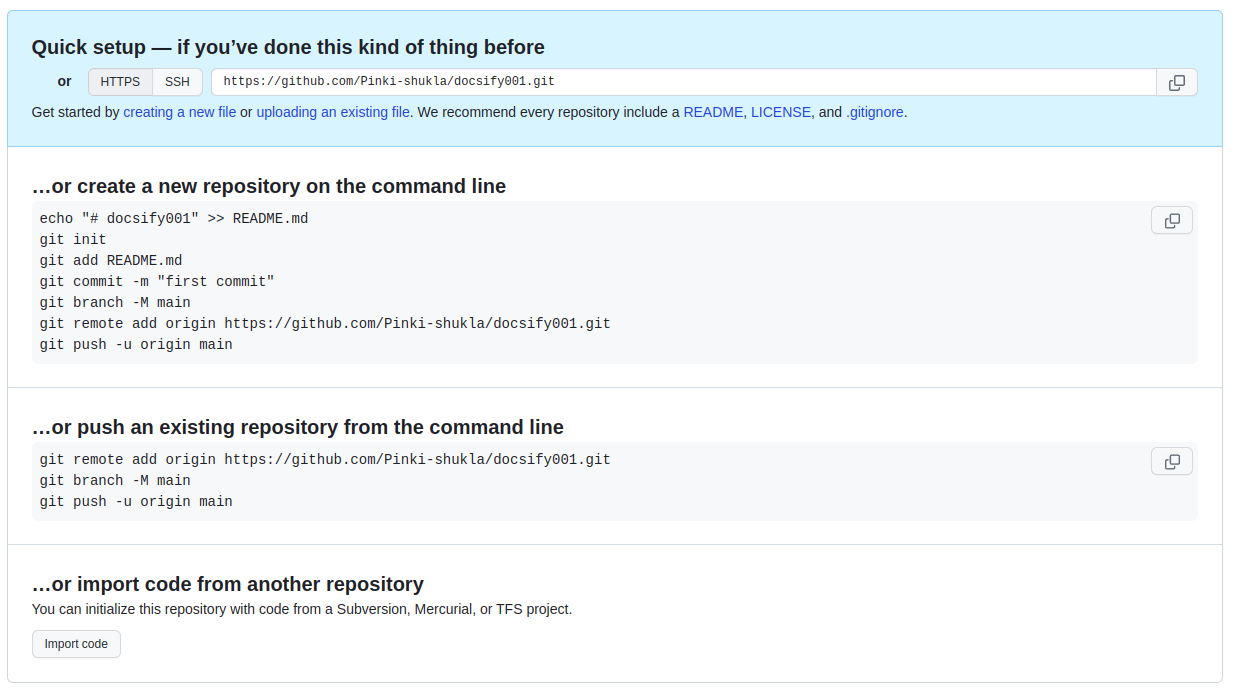 Quick setup — if you’ve done this kind of thing before
or HTTPS SSH https://github.com/Pinki-shukla/docsify001.git
Get started by creating a new file or uploading an existing file. We recommend every repository include a README, LICENSE, and .gitignore.
…or create a new repository on the command line
echo "# docsify001" >> README.md
git init
git add README.md
git commit -m "first commit"
git branch -M main
git remote add origin https://github.com/Pinki-shukla/docsify001.git
git push -u origin main
…or push an existing repository from the command line
git remote add origin https://github.com/Pinki-shukla/docsify001.git
git branch -M main
git push -u origin main
…or import code from another repository
You can initialize this repository with code from a Subversion, Mercurial, or TFS project.
Import code